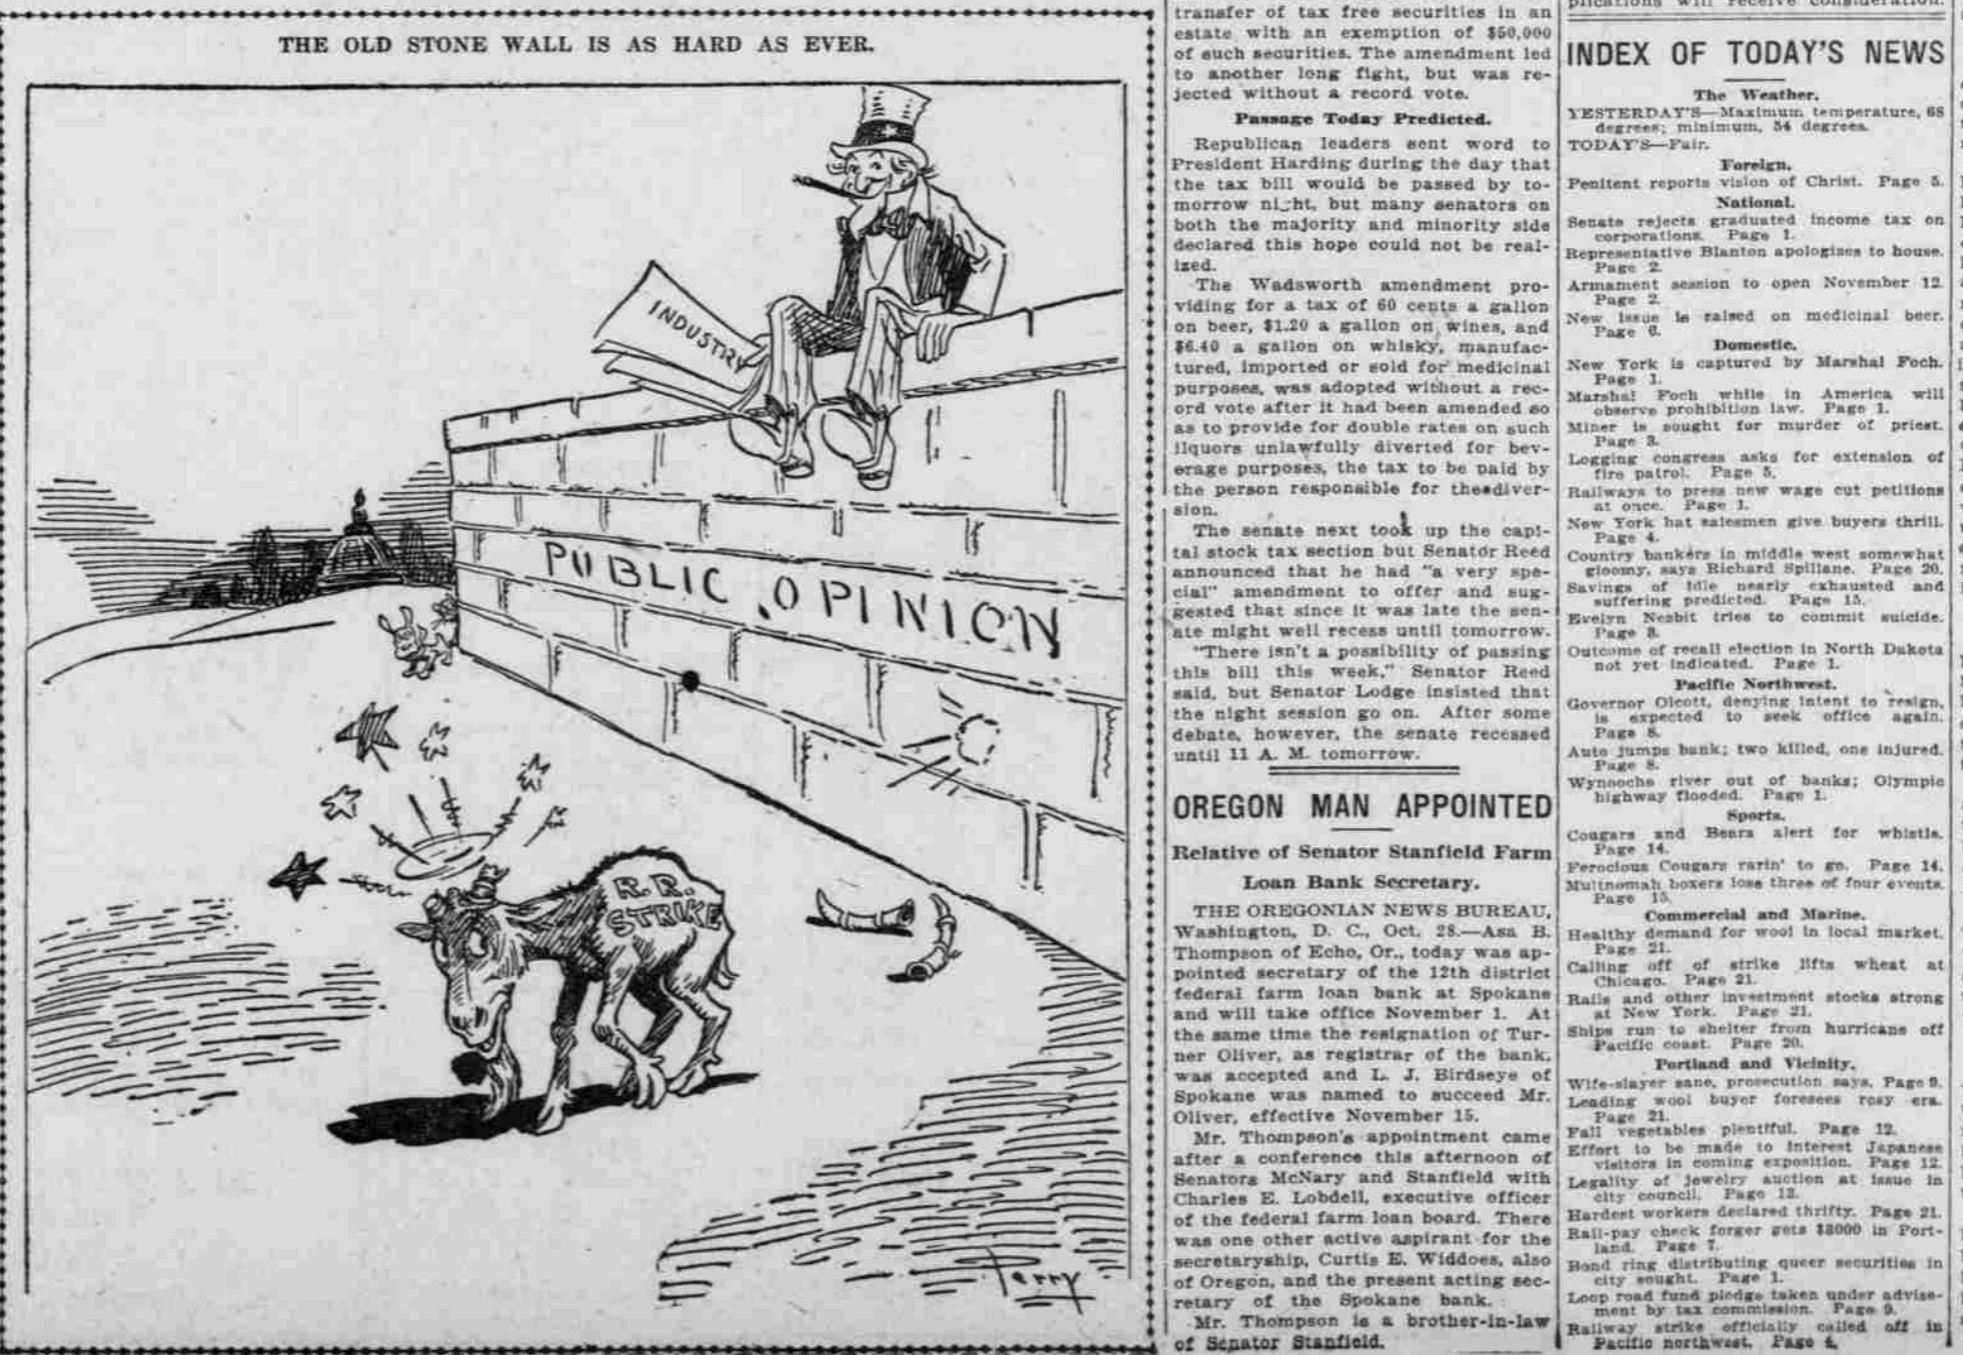 THE OLD STONE WALL IS AS HARD AS EVER.
INDUSTRY
PUBLIC OPINION
R.R.
STRIKE
Perry
transfer of tax free securities in an
estate with an exemption of $50,000
of such securities. The amendment led
to another long fight, but was re-
jected without a record vote.
Passage Today Predicted.
Republican leaders sent word to
President Harding during the day that
the tax bill would be passed by to-
morrow night, but many senators on
both the majority and minority side
declared this hope could not be real-
ized.
The Wadsworth amendment pro-
viding for a tax of 60 cents a gallon
on beer, $1.20 a gallon on wines, and
$6.40 a gallon on whisky, manufac-
tured, imported or sold for medicinal
purposes, was adopted without a rec-
ord vote after it had been amended so
as to provide for double rates on such
liquors unlawfully diverted for bev-
erage purposes, the tax to be paid by
the person responsible for the diver-
sion.
The senate next took up the capi-
tal stock tax section but Senator Reed
announced that he had "a very spe-
cial" amendment to offer and sug-
gested that since it was late the sen-
ate might well recess until tomorrow.
"There isn't a possibility of passing
this bill this week," Senator Reed
said, but Senator Lodge insisted that
the night session go on. After some
debate, however, the senate recessed
until 11 A. M. tomorrow.
OREGON MAN APPOINTED
Relative of Senator Stanfield Farm
Loan Bank Secretary.
THE OREGONIAN NEWS BUREAU,
Washington, D. C., Oct. 28.—Asa B.
Thompson of Echo, Or., today was ap-
pointed secretary of the 12th district
federal farm loan bank at Spokane
and will take office November 1. At
the same time the resignation of Tur-
ner Oliver, as registrar of the bank,
was accepted and L. J. Birdseye of
Spokane was named to succeed Mr.
Oliver, effective November 15.
Mr. Thompson's appointment came
after a conference this afternoon of
Senators McNary and Stanfield with
Charles E. Lobdell, executive officer
of the federal farm loan board. There
was one other active aspirant for the
secretaryship, Curtis E. Widdoes, also
of Oregon, and the present acting sec-
retary of the Spokane bank.
Mr. Thompson is a brother-in-law
of Senator Stanfield.
plications will receive consideration.
INDEX OF TODAY'S NEWS
The Weather.
YESTERDAY'S—Maximum temperature, 68
degrees; minimum, 54 degrees.
TODAY'S—Fair.
Foreign.
Penitent reports vision of Christ. Page 5.
National.
Senate rejects graduated income tax on
corporations. Page 1.
Representative Blanton apologizes to house.
Page 2.
Armament session to open November 12.
Page 2.
New issue is raised on medicinal beer.
Page 6.
Domestic.
New York is captured by Marshal Foch.
Page 1.
Marshal Foch while in America will
observe prohibition law. Page 1.
Miner is sought for murder of priest.
Page 3.
Logging congress asks for extension of
fire patrol. Page 5.
Railways to press new wage cut petitions
at once. Page 1.
New York hat salesmen give buyers thrill.
Page 4.
Country bankers in middle west somewhat
gloomy, says Richard Spillane. Page 20.
Savings of idle nearly exhausted and
suffering predicted. Page 15.
Evelyn Nesbit tries to commit suicide.
Page 3.
Outcome of recall election in North Dakota
not yet indicated. Page 1.
Pacific Northwest.
Governor Olcott, denying intent to resign,
is expected to seek office again.
Page 8.
Auto jumps bank; two killed, one injured.
Page 8.
Wynooche river out of banks; Olympic
highway flooded. Page 1.
Sports.
Cougars and Bears alert for whistle.
Page 14.
Ferocious Cougars rarin' to go. Page 14.
Multnomah boxers lose three of four events.
Page 15.
Commercial and Marine.
Healthy demand for wool in local market.
Page 21.
Calling off of strike lifts wheat at
Chicago. Page 21.
Rails and other investment stocks strong
at New York. Page 21.
Ships run to shelter from hurricane off
Pacific coast. Page 20.
Portland and Vicinity.
Wife-slayer sane, prosecution says. Page 9.
Leading wool buyer foresees rosy era.
Page 21.
Fall vegetables plentiful. Page 12.
Effort to be made to interest Japanese
visitors in coming exposition. Page 12.
Legality of jewelry auction at issue in
city council. Page 13.
Hardest workers declared thrifty. Page 21.
Rail-pay check forger gets $8000 in Port-
land. Page 7.
Bond ring distributing queer securities in
city sought. Page 1.
Loop road fund pledge taken under advise-
ment by tax commission. Page 9.
Railway strike officially called off in
Pacific northwest. Page 4.